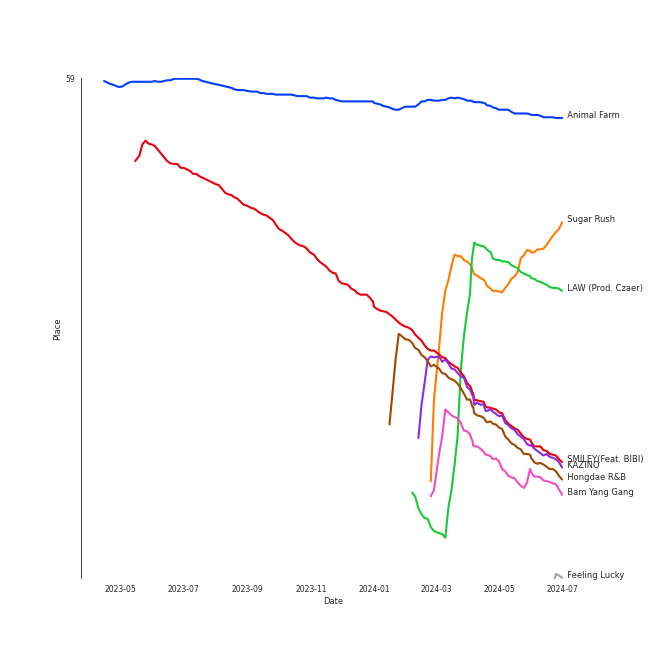 59
Animal Farm
Sugar Rush
LAW (Prod. Czaer)
Place
SMILEY(Feat. BIBI)
KAZINO
Hongdae R&B
Bam Yang Gang
Feeling Lucky
2023-05 2023-07 2023-09 2023-11 2024-01 2024-03 2024-05 2024-07
Date